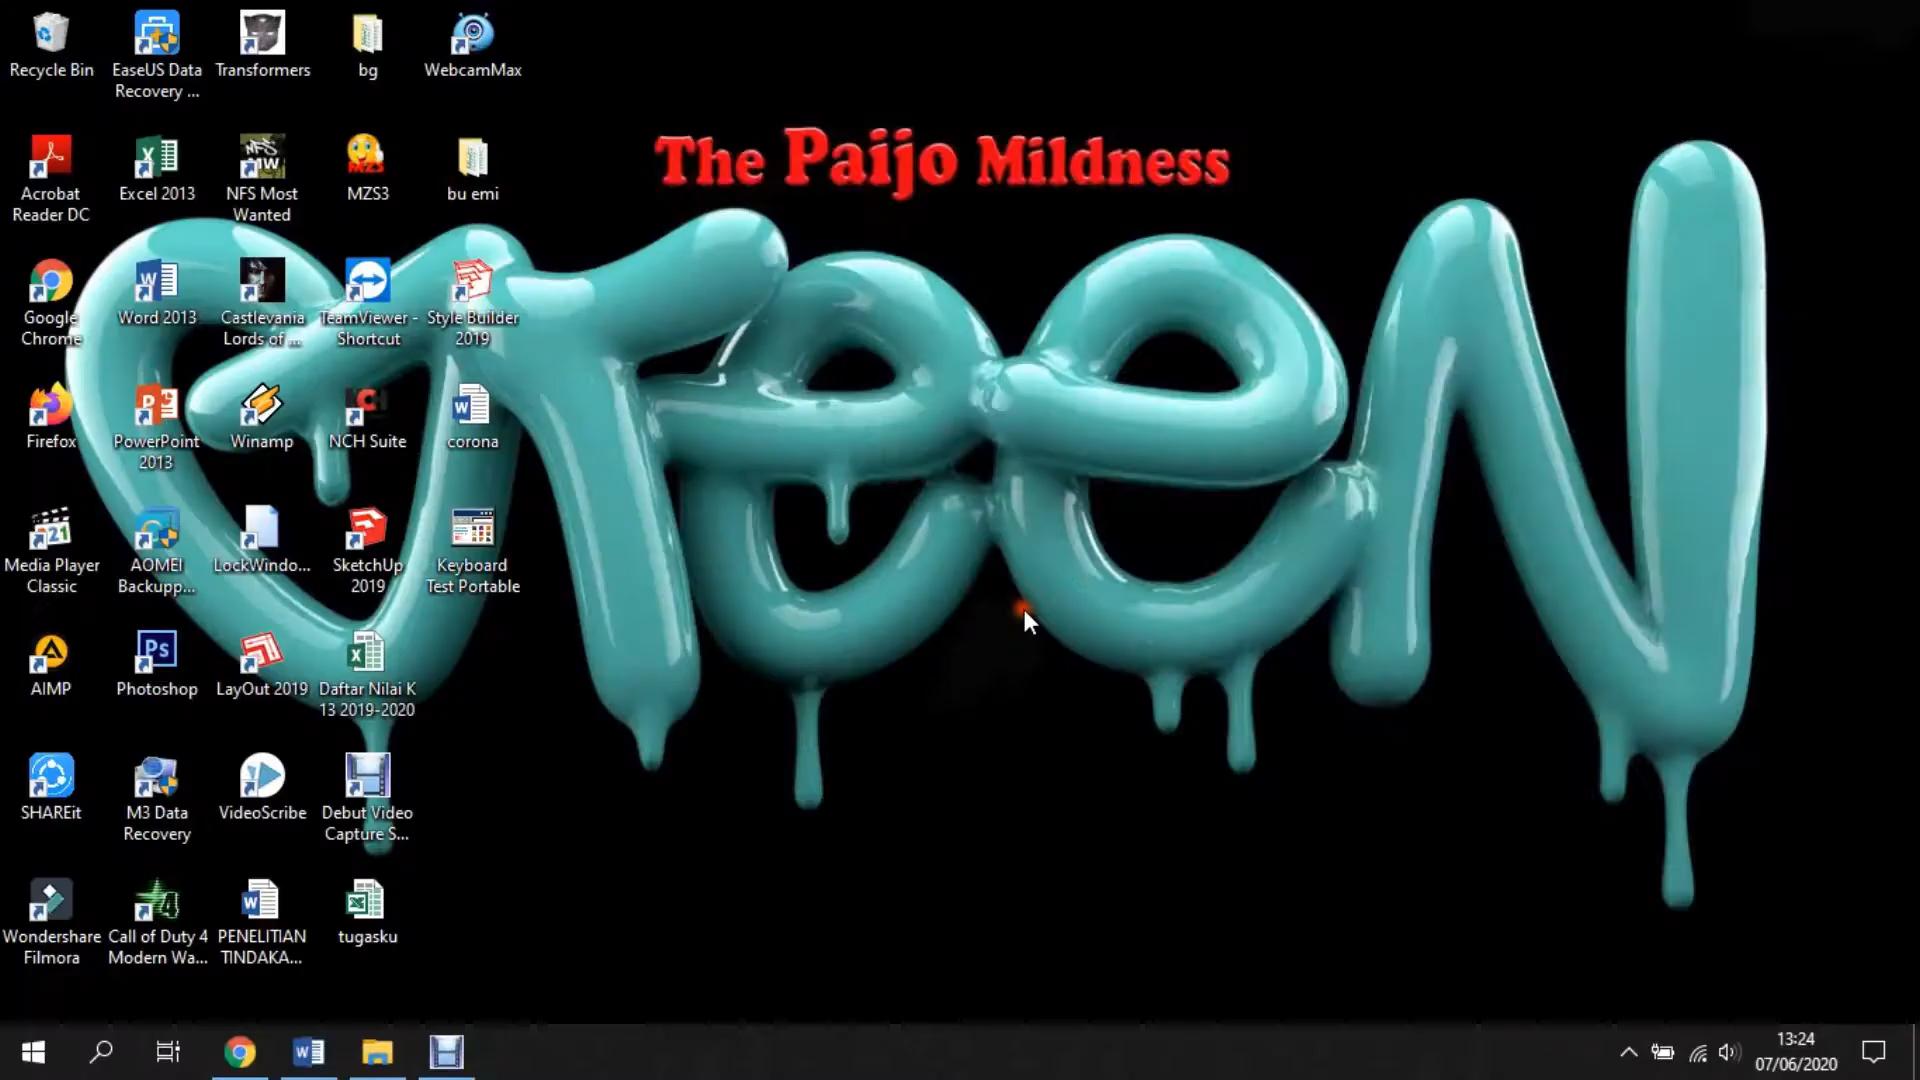 Recycle Bin
EaseUS Data
Recovery ...
Transformers
bg
WebcamMax
The Paijo Mildness
Acrobat
Reader DC
Excel 2013
NFS Most
Wanted
MZS3
bu emi
Google
Chrome
Word 2013
Castlevania
Lords of ...
TeamViewer -
Shortcut
Style Builder
2019
Firefox
PowerPoint
2013
Winamp
NCH Suite
corona
Media Player
Classic
AOMEI
Backupp...
LockWindo...
SketchUp
2019
Keyboard
Test Portable
AIMP
Photoshop
LayOut 2019
Daftar Nilai K
13 2019-2020
SHAREit
M3 Data
Recovery
VideoScribe
Debut Video
Capture S...
Wondershare
Filmora
Call of Duty 4
Modern Wa...
PENELITIAN
TINDAKA...
tugasku
TeeN
13:24
07/06/2020